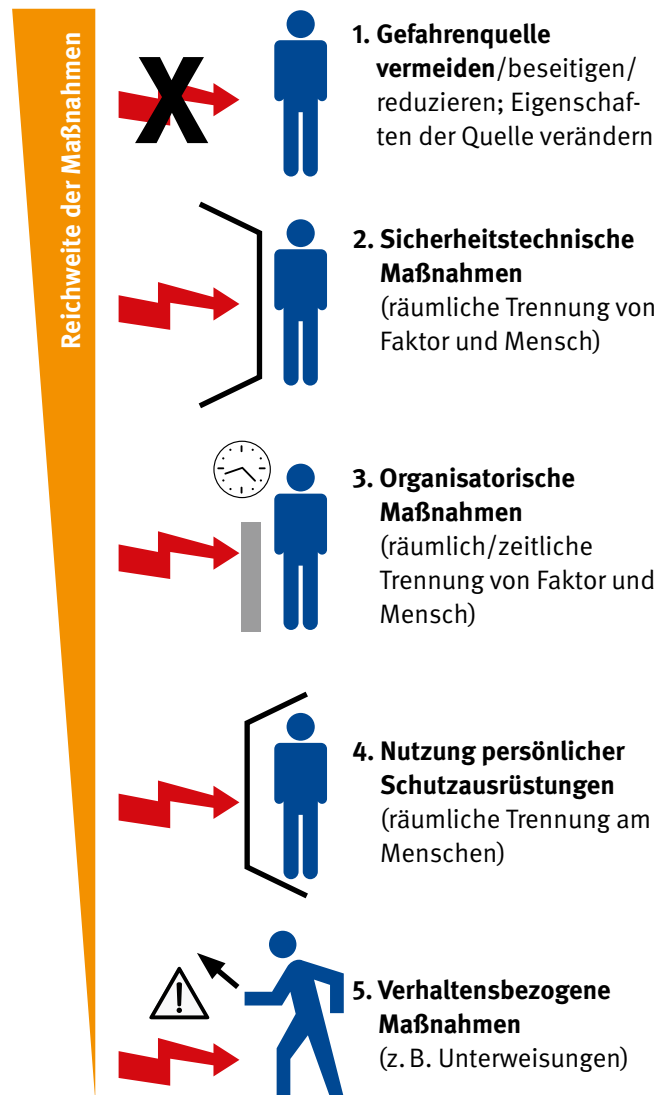 Reichweite der Maßnahmen
1. Gefahrenquelle
vermeiden/beseitigen/
reduzieren; Eigenschaf-
ten der Quelle verändern
2. Sicherheitstechnische
Maßnahmen
(räumliche Trennung von
Faktor und Mensch)
3. Organisatorische
Maßnahmen
(räumlich/zeitliche
Trennung von Faktor und
Mensch)
4. Nutzung persönlicher
Schutzausrüstungen
(räumliche Trennung am
Menschen)
5. Verhaltensbezogene
Maßnahmen
(z. B. Unterweisungen)